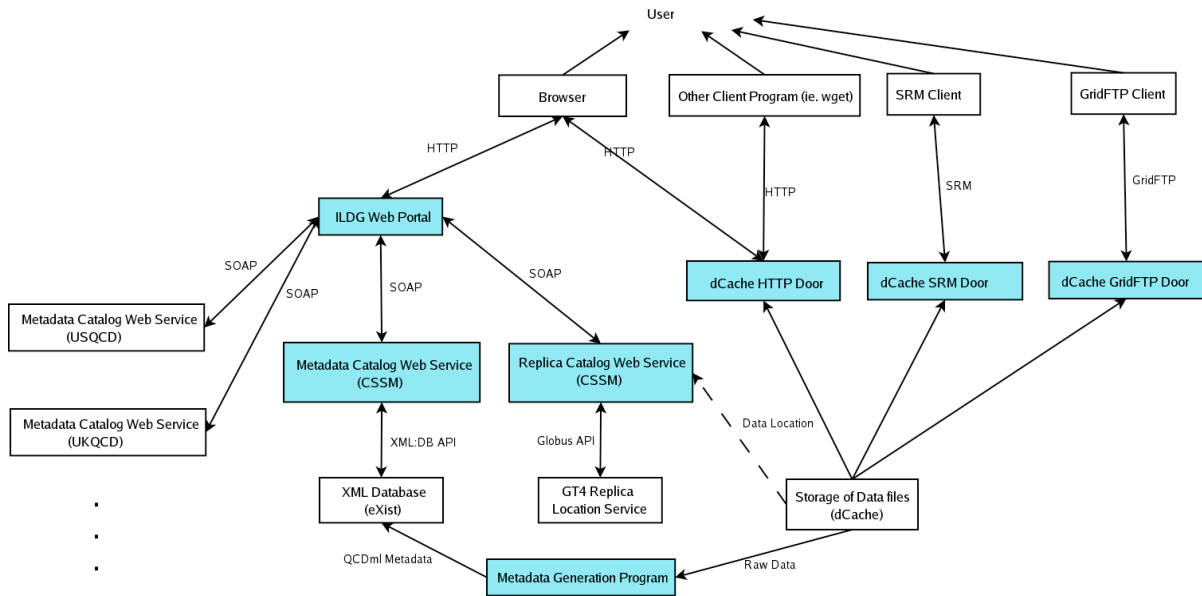 User
Browser
Other Client Program (ie. wget)
SRM Client
GridFTP Client
HTTP
HTTP
HTTP
SRM
GridFTP
ILDG Web Portal
SOAP
SOAP
SOAP
SOAP
dCache HTTP Door
dCache SRM Door
dCache GridFTP Door
Metadata Catalog Web Service
(USQCD)
Metadata Catalog Web Service
(CSSM)
Replica Catalog Web Service
(CSSM)
Metadata Catalog Web Service
(UKQCD)
XML:DB API
Globus API
Data Location
XML Database
(eXist)
GT4 Replica
Location Service
Storage of Data files
(dCache)
.
.
.
QCDml Metadata
Metadata Generation Program
Raw Data